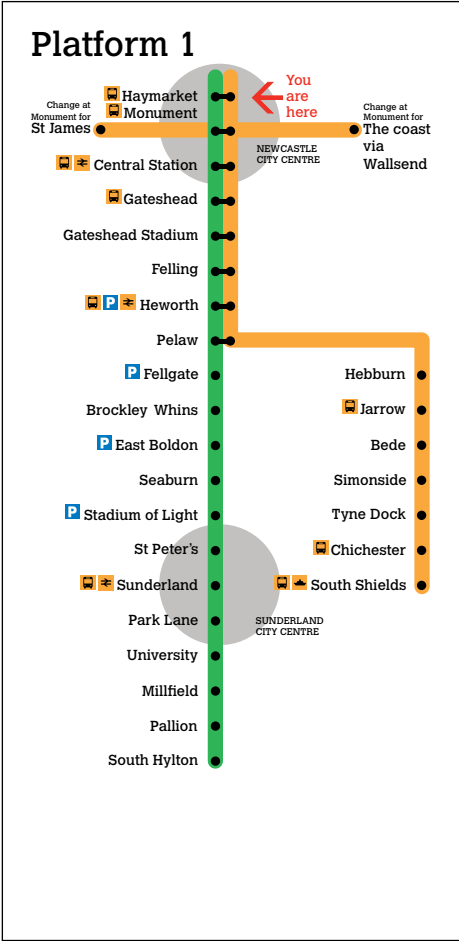 Platform 1
Haymarket
Monument
You
are
here
Change at
Monument for
St James
Change at
Monument for
The coast
via
Wallsend
NEWCASTLE
CITY CENTRE
Central Station
Gateshead
Gateshead Stadium
Felling
P Heworth
Pelaw
P Fellgate
Hebburn
Brockley Whins
Jarrow
P East Boldon
Bede
Seaburn
Simonside
P Stadium of Light
Tyne Dock
St Peter's
Chichester
Sunderland
South Shields
Park Lane
SUNDERLAND
CITY CENTRE
University
Millfield
Pallion
South Hylton